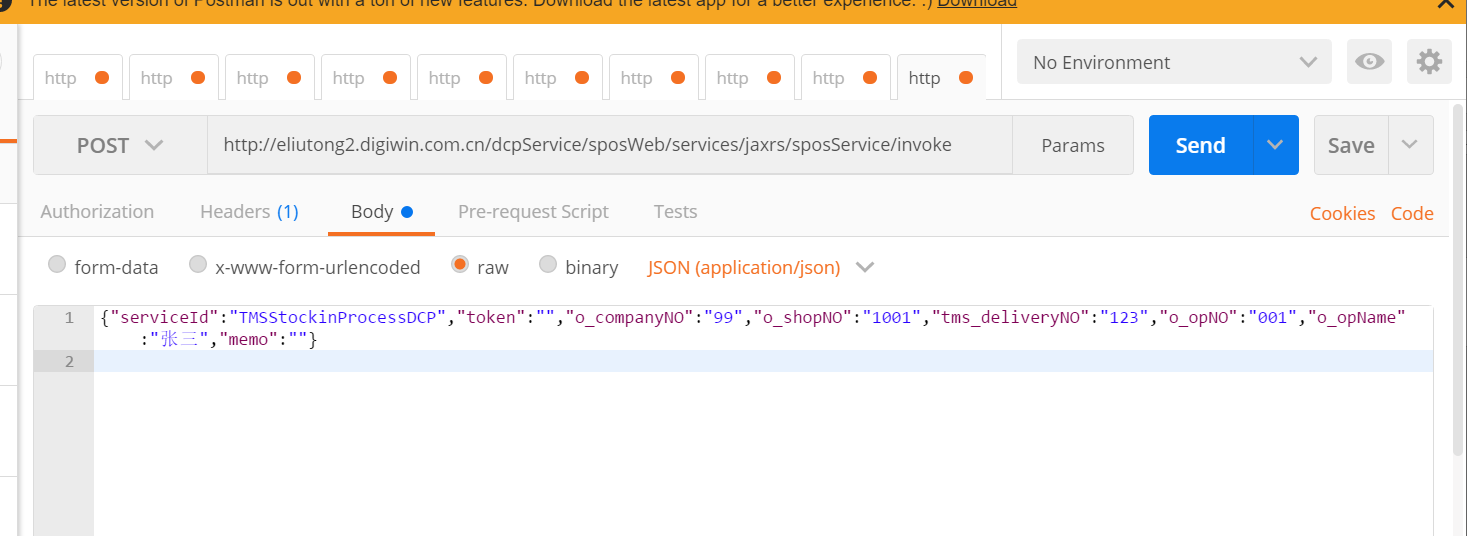 The latest version of Postman is out with a ton of new features. Download the latest app for a better experience. :) Download
http http http http http http http http http http
No Environment
POST http://eliutong2.digiwin.com.cn/dcpService/sposWeb/services/jaxrs/sposService/invoke Params Send Save
Authorization Headers (1) Body Pre-request Script Tests Cookies Code
form-data x-www-form-urlencoded raw binary JSON (application/json)
1 {"serviceId":"TMSStockinProcessDCP","token":"","o_companyNO":"99","o_shopNO":"1001","tms_deliveryNO":"123","o_opNO":"001","o_opName"
:"张三","memo":""}
2